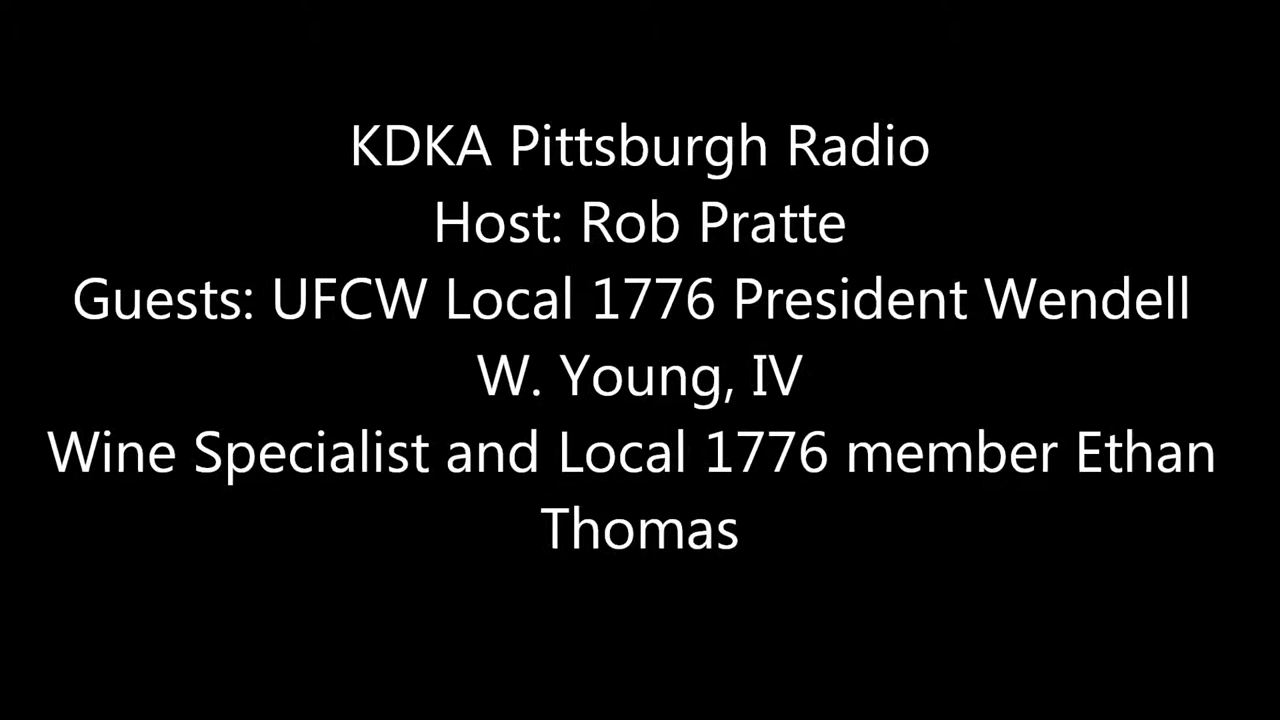 KDKA Pittsburgh Radio
Host: Rob Pratte
Guests: UFCW Local 1776 President Wendell
W. Young, IV
Wine Specialist and Local 1776 member Ethan
Thomas